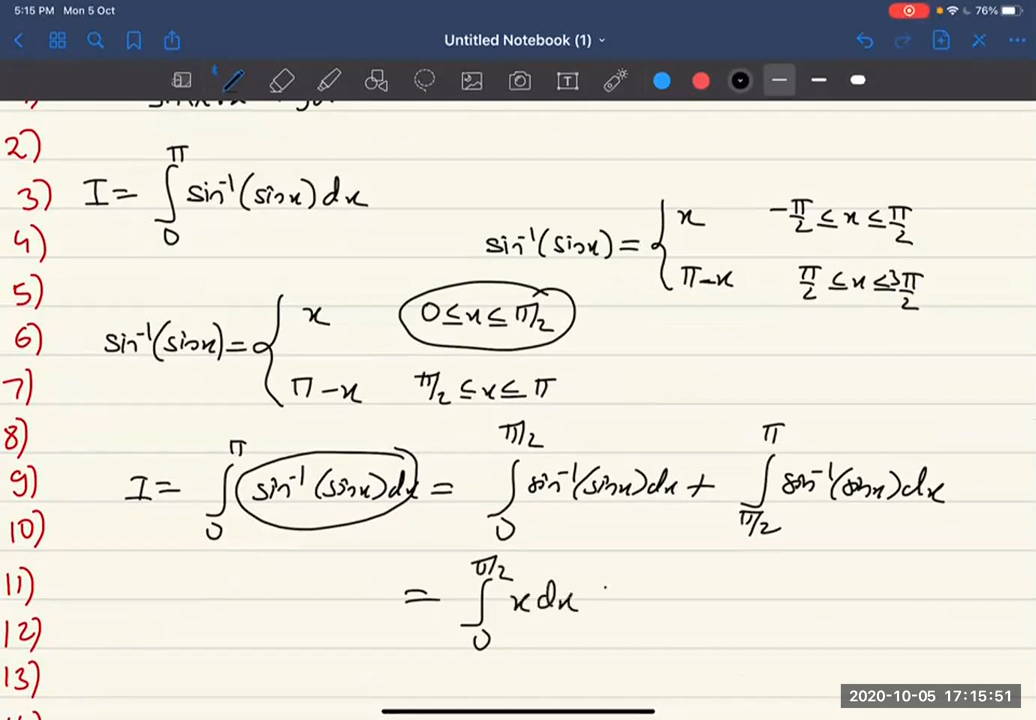 5:15 PM Mon 5 Oct
76%
Untitled Notebook (1)
2)
3) I = ∫₀^π sin⁻¹(sinx)dx
4) sin⁻¹(sinx) = { x -π/2 ≤ x ≤ π/2
π-x π/2 ≤ x ≤ 3π/2
5)
6) sin⁻¹(sinx) = { x 0 ≤ x ≤ π/2
7) π-x π/2 ≤ x ≤ π
8)
9) I = ∫₀^π sin⁻¹(sinx)dx = ∫₀^π/2 sin⁻¹(sinx)dx + ∫π/2^π sin⁻¹(sinx)dx
10)
11) = ∫₀^π/2 x dx
12)
13)
2020-10-05 17:15:51